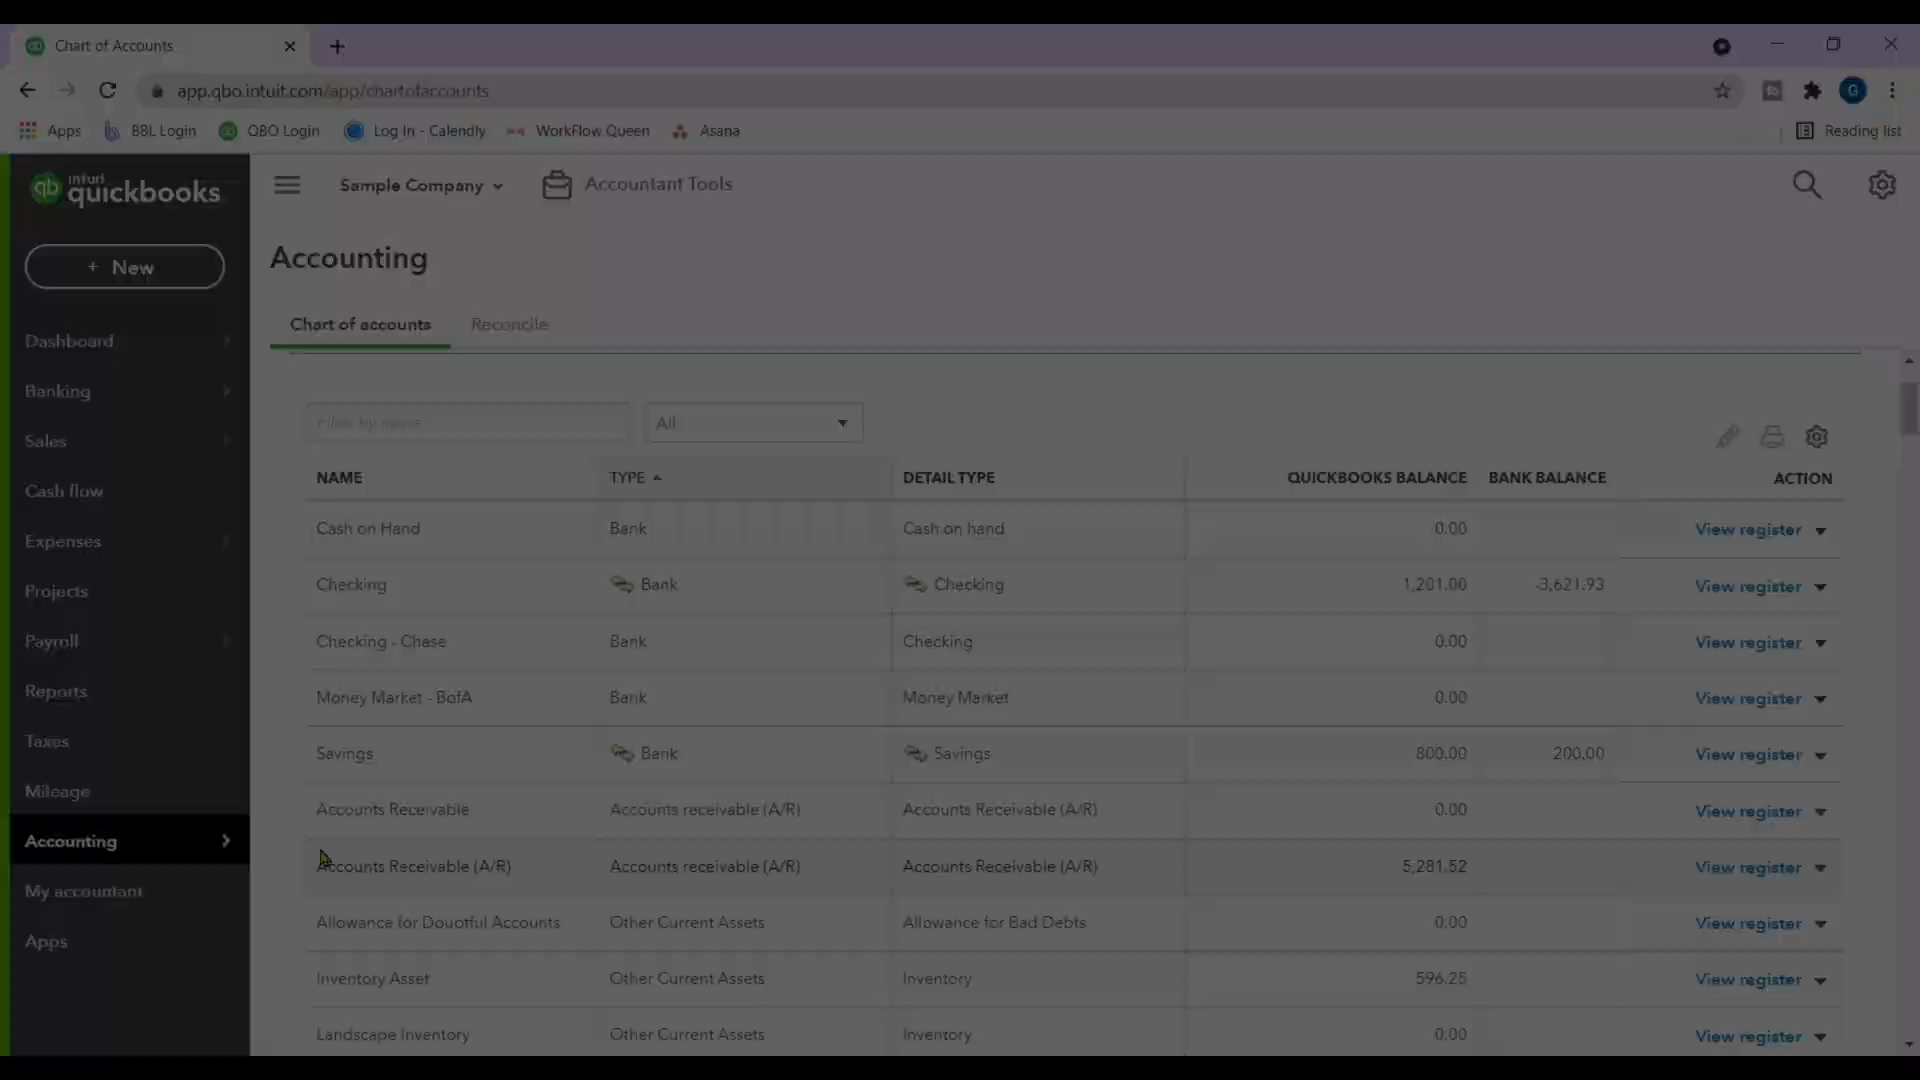 Chart of Accounts
app.qbo.intuit.com/app/chartofaccounts
Apps BBL Login QBO Login Log In - Calendly WorkFlow Queen Asana Reading list
qb intuit quickbooks
Sample Company Accountant Tools
+ New
Accounting
Chart of accounts Reconcile
Dashboard
Banking
Sales
Cash flow
Expenses
Projects
Payroll
Reports
Taxes
Mileage
Accounting
My accountant
Apps
Filter by name All
NAME TYPE DETAIL TYPE QUICKBOOKS BALANCE BANK BALANCE ACTION
Cash on Hand Bank Cash on hand 0.00 View register
Checking Bank Checking 1,201.00 -3,621.93 View register
Checking - Chase Bank Checking 0.00 View register
Money Market - BofA Bank Money Market 0.00 View register
Savings Bank Savings 800.00 200.00 View register
Accounts Receivable Accounts receivable (A/R) Accounts Receivable (A/R) 0.00 View register
Accounts Receivable (A/R) Accounts receivable (A/R) Accounts Receivable (A/R) 5,281.52 View register
Allowance for Doubtful Accounts Other Current Assets Allowance for Bad Debts 0.00 View register
Inventory Asset Other Current Assets Inventory 596.25 View register
Landscape Inventory Other Current Assets Inventory 0.00 View register